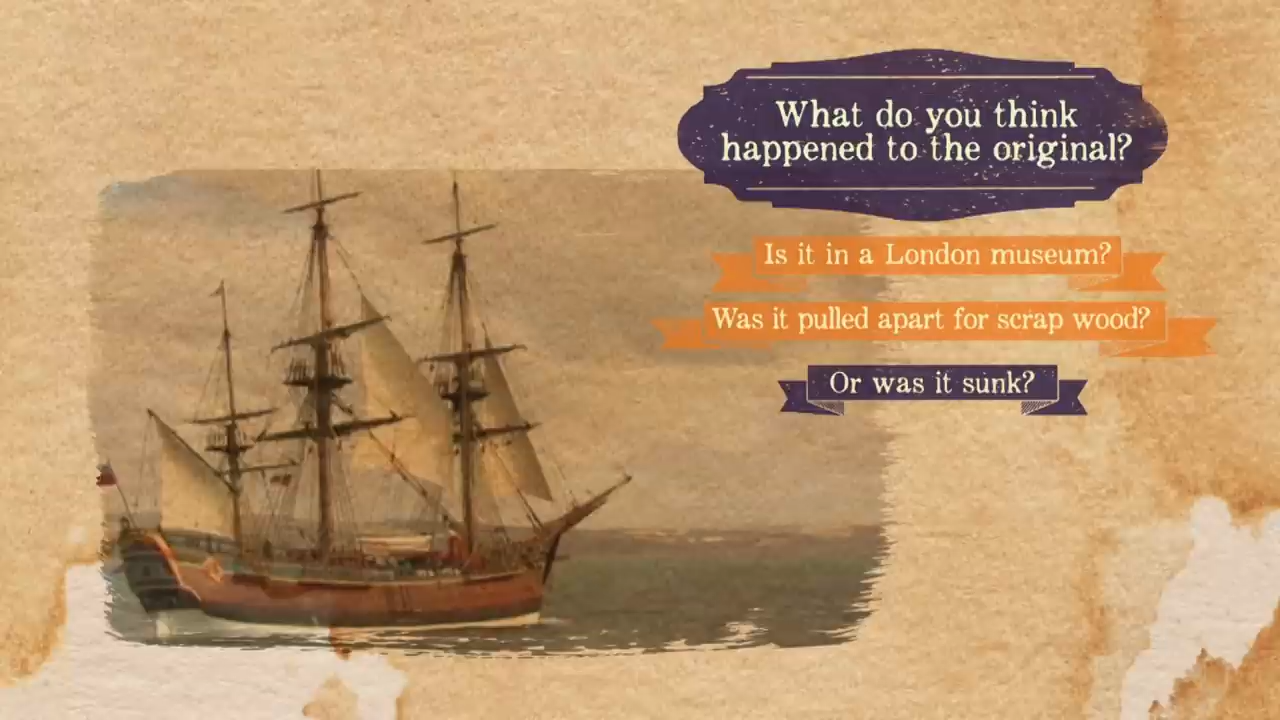 What do you think
happened to the original?
Is it in a London museum?
Was it pulled apart for scrap wood?
Or was it sunk?